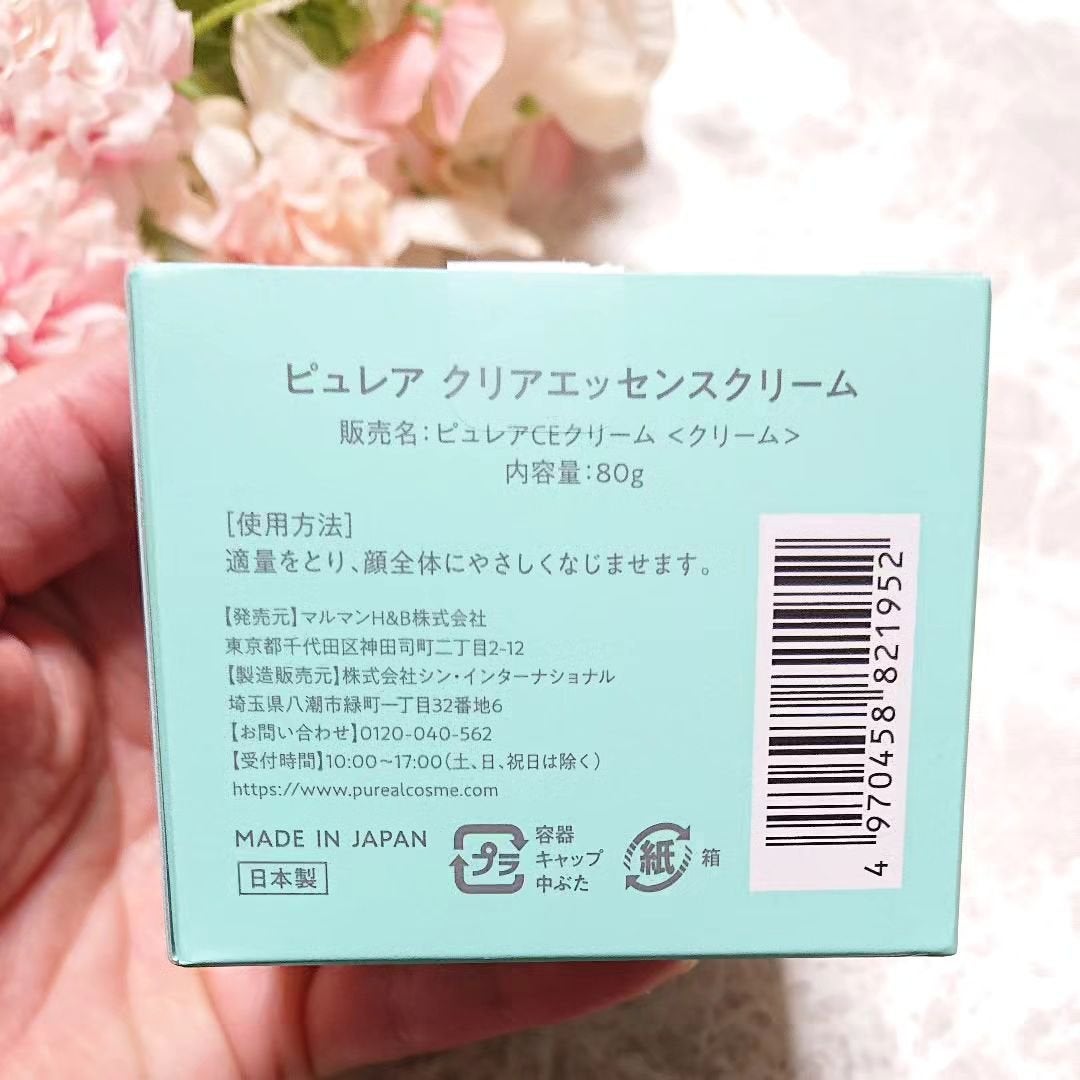 ピュレア クリアエッセンスクリーム
販売名：ピュレアCEクリーム ＜クリーム＞
内容量：80g
［使用方法］
適量をとり、顔全体にやさしくなじませます。
【発売元】マルマンH&B株式会社
東京都千代田区神田司町二丁目2-12
【製造販売元】株式会社シン・インターナショナル
埼玉県八潮市緑町一丁目32番地6
【お問い合わせ】0120-040-562
【受付時間】10:00〜17:00（土、日、祝日は除く）
https://www.purealcosme.com
MADE IN JAPAN
日本製
プラ
容器
キャップ
中ぶた
紙
箱
4 970458 821952